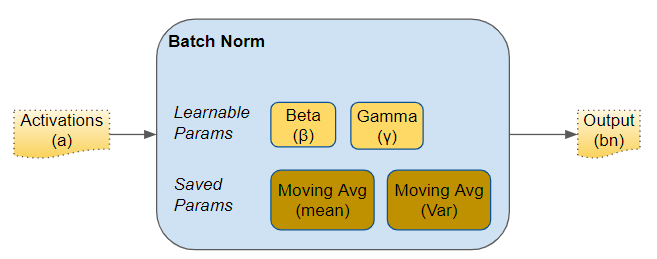 Batch Norm
Activations
(a)
Learnable
Params
Beta
(β)
Gamma
(γ)
Output
(bn)
Saved
Params
Moving Avg
(mean)
Moving Avg
(Var)